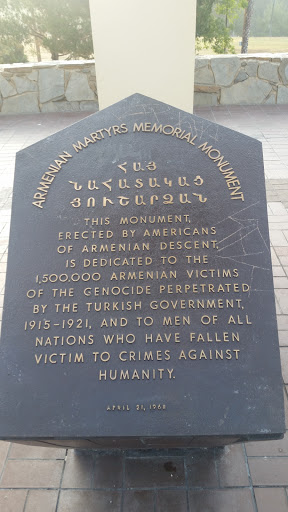 ARMENIAN MARTYRS MEMORIAL MONUMENT
ՀԱՅ
ՆԱՀԱՏԱԿԱՑ
ՅՈՒՇԱՐՁԱՆ
THIS MONUMENT,
ERECTED BY AMERICANS
OF ARMENIAN DESCENT,
IS DEDICATED TO THE
1,500,000 ARMENIAN VICTIMS
OF THE GENOCIDE PERPETRATED
BY THE TURKISH GOVERNMENT,
1915-1921, AND TO MEN OF ALL
NATIONS WHO HAVE FALLEN
VICTIM TO CRIMES AGAINST
HUMANITY.
APRIL 21, 1968